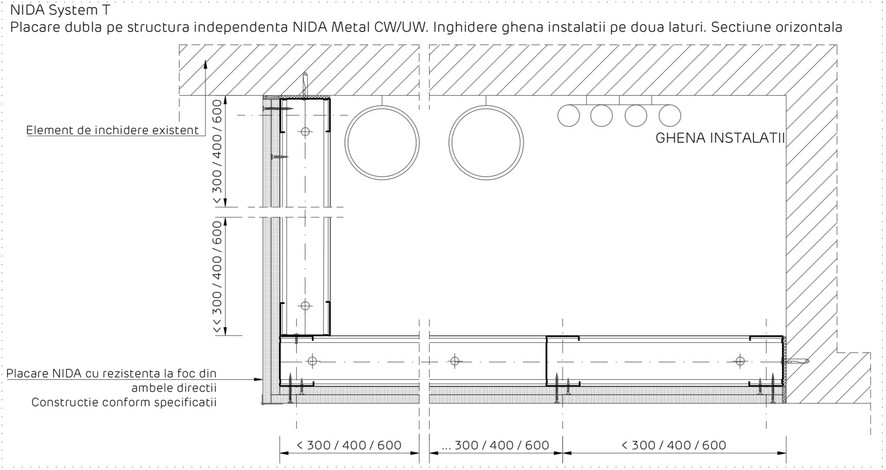 NIDA System T
Placare dubla pe structura independenta NIDA Metal CW/UW. Inghidere ghena instalatii pe doua laturi. Sectiune orizontala
Element de inchidere existent
GHENA INSTALATII
< 300 / 400 / 600
<< 300 / 400 / 600
Placare NIDA cu rezistenta la foc din
ambele directii
Constructie conform specificatii
< 300 / 400 / 600
... 300 / 400 / 600
< 300 / 400 / 600